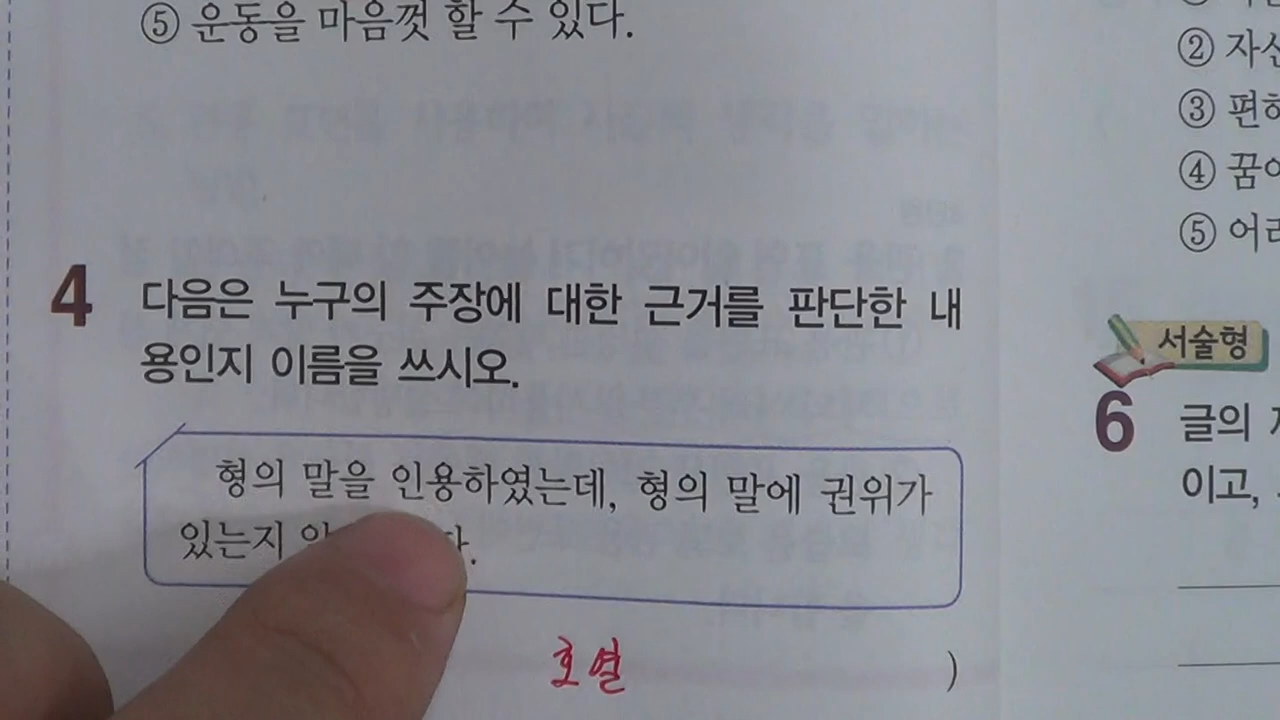 ⑤ 운동을 마음껏 할 수 있다.
4 다음은 누구의 주장에 대한 근거를 판단한 내
용인지 이름을 쓰시오.
형의 말을 인용하였는데, 형의 말에 권위가
있는지
호열 )
② 자신
③ 편하
④ 꿈이
⑤ 어려
서술형
6 글의
이고,